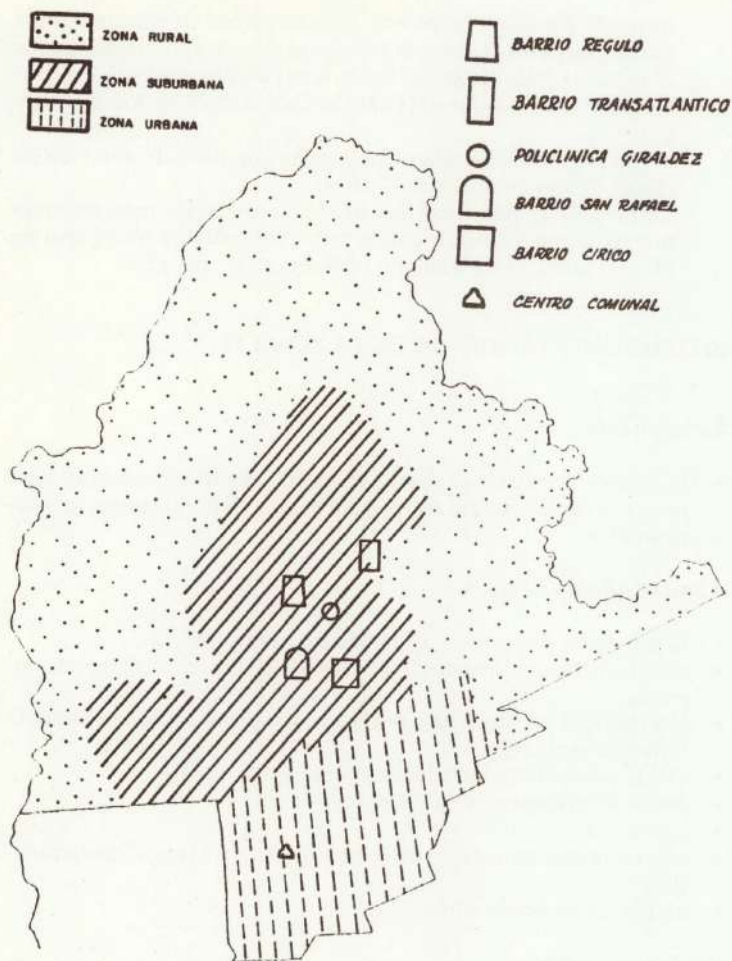 ZONA RURAL
ZONA SUBURBANA
ZONA URBANA
BARRIO REGULO
BARRIO TRANSATLANTICO
POLICLINICA GIRALDEZ
BARRIO SAN RAFAEL
BARRIO CIRICO
CENTRO COMUNAL